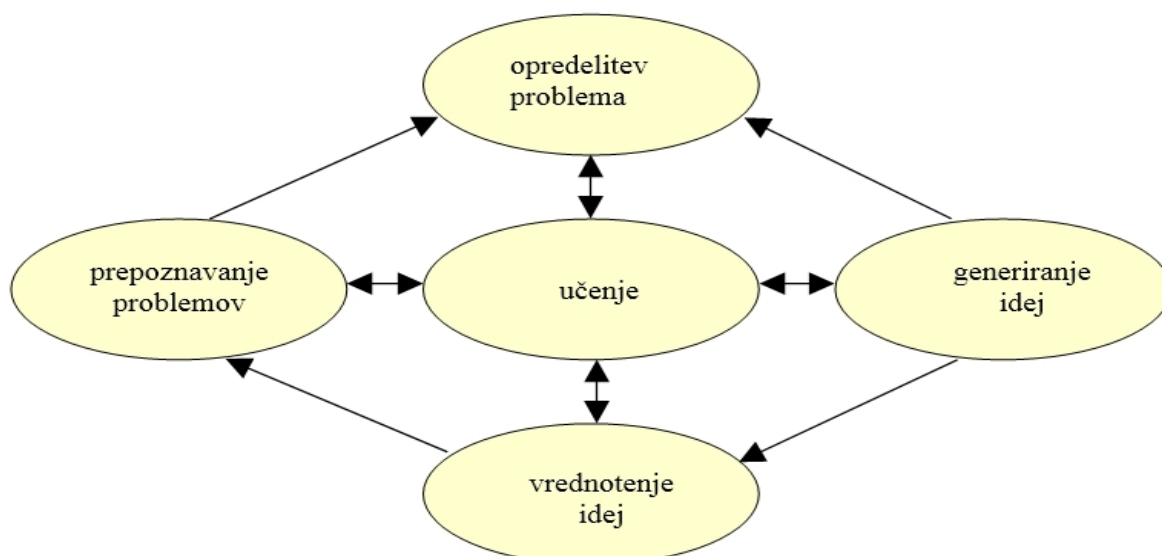 opredelitev
problema
prepoznavanje
problemov
učenje
generiranje
idej
vrednotenje
idej